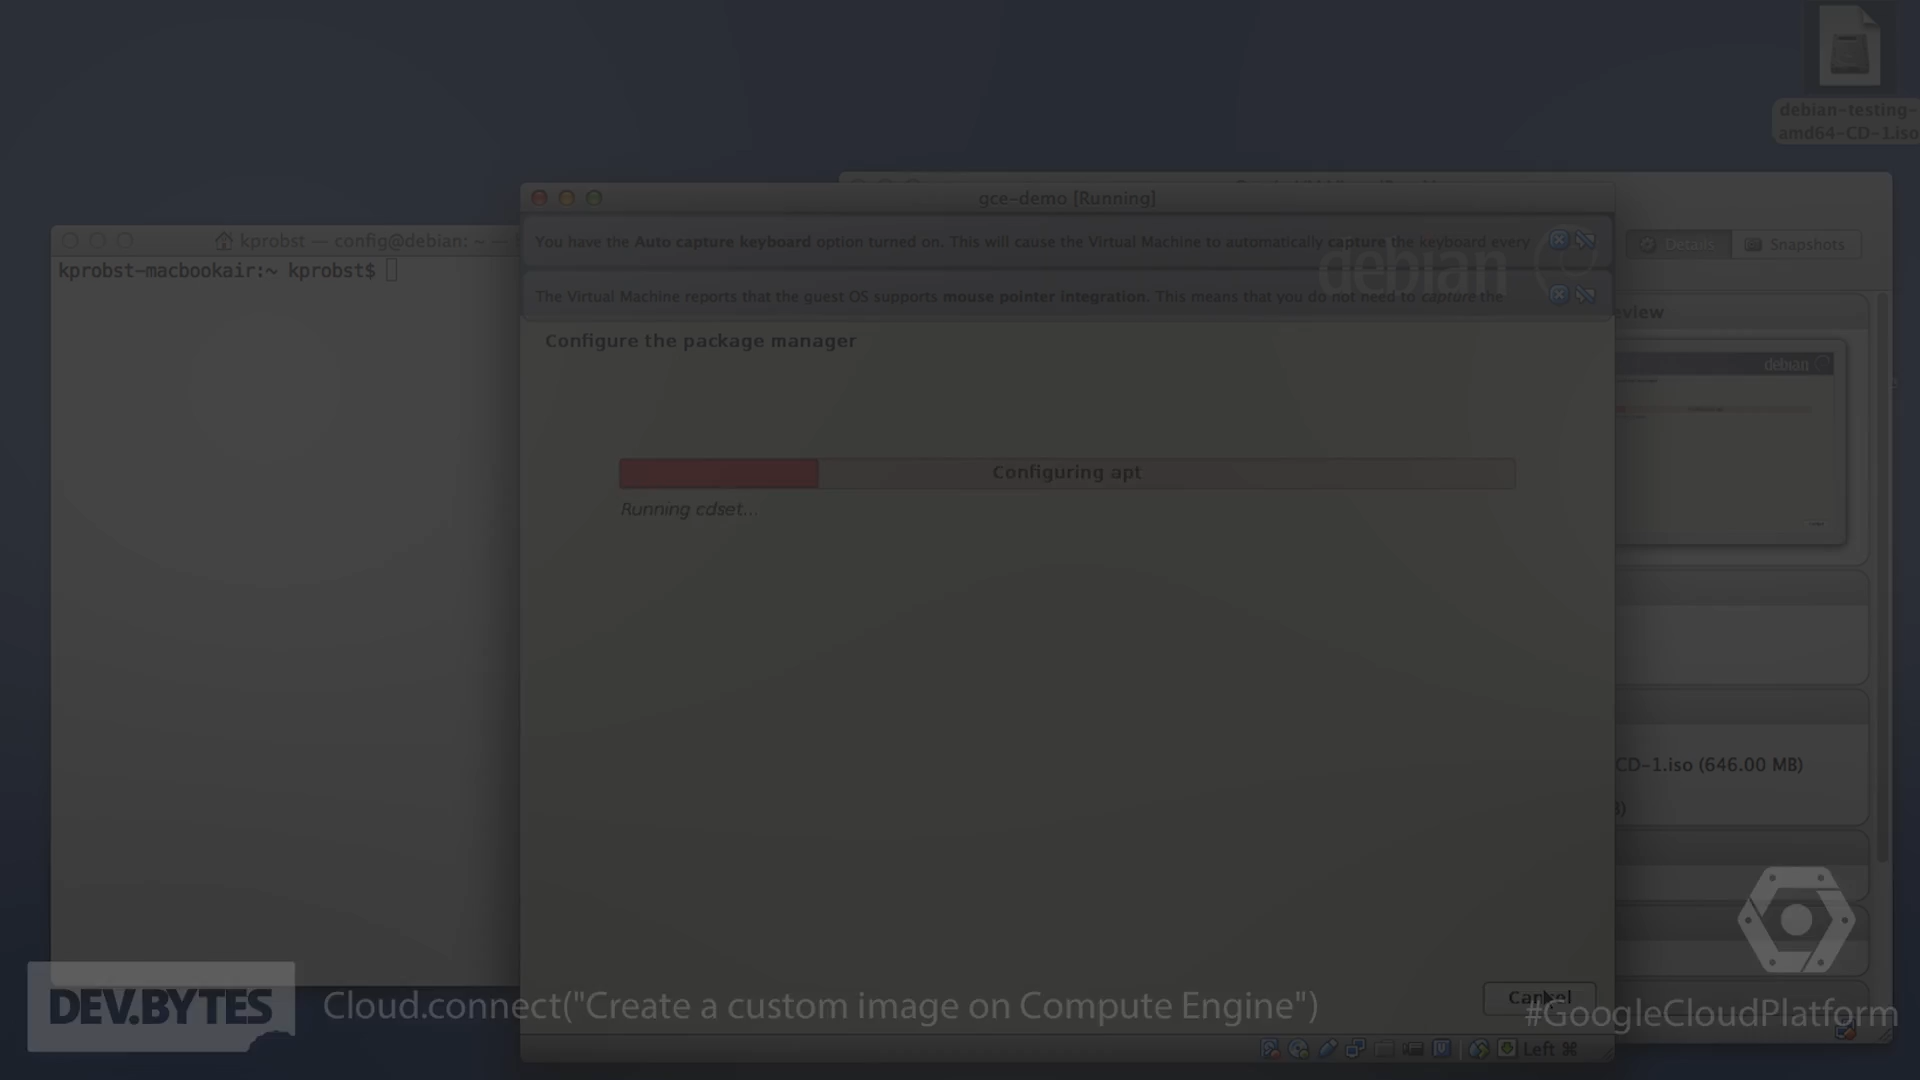 debian-testing-
amd64-CD-1.iso
gce-demo [Running]
kprobst — config@debian: ~ —
You have the Auto capture keyboard option turned on. This will cause the Virtual Machine to automatically capture the keyboard every
Details
Snapshots
kprobst-macbookair:~ kprobst$
debian
The Virtual Machine reports that the guest OS supports mouse pointer integration. This means that you do not need to capture the
eview
Configure the package manager
debian
Configuring apt
Running cdset...
CD-1.iso (646.00 MB)
Cancel
DEV.BYTES
Cloud.connect("Create a custom image on Compute Engine")
#GoogleCloudPlatform
Left ⌘